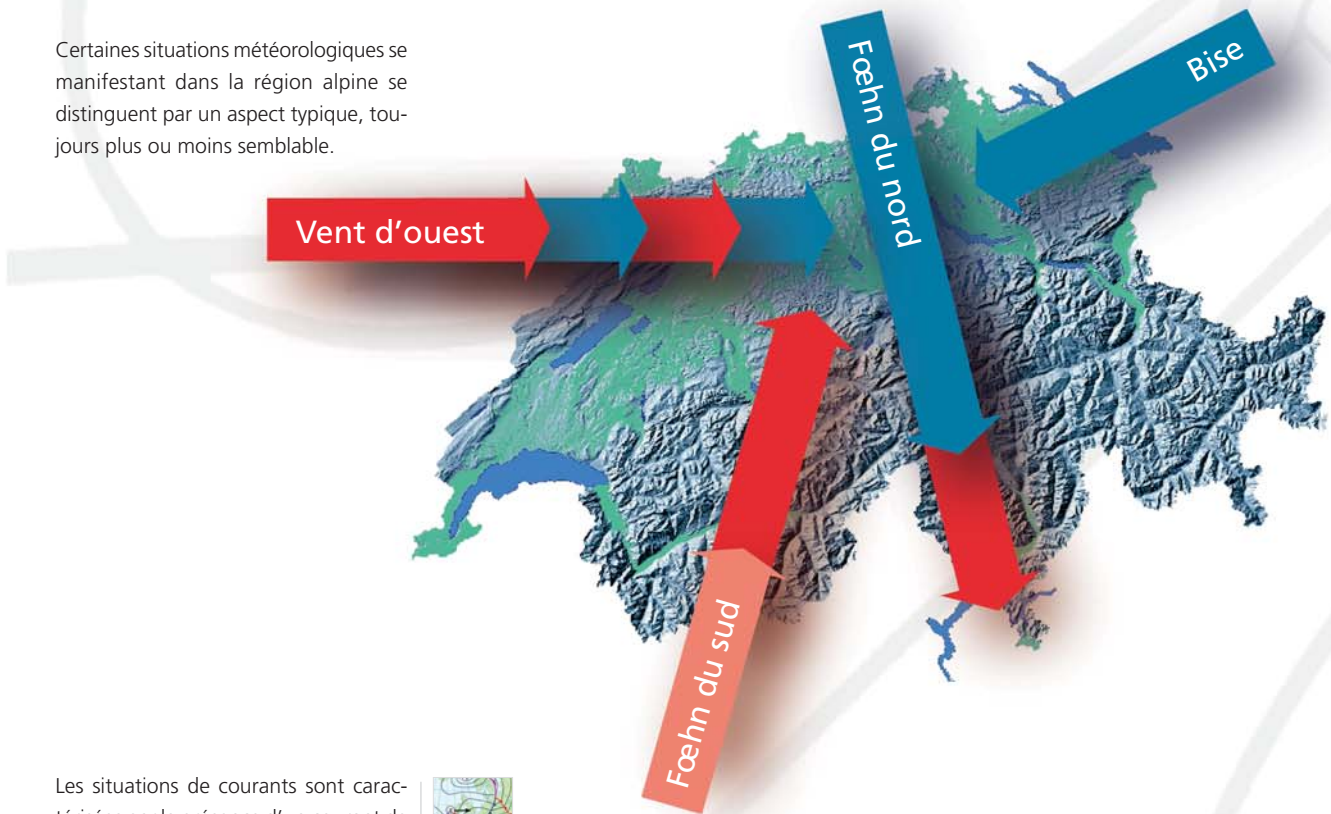 Certaines situations météorologiques se
manifestant dans la région alpine se
distinguent par un aspect typique, tou-
jours plus ou moins semblable.
Fœhn du nord
Bise
Vent d'ouest
Fœhn du sud
Les situations de courants sont carac-